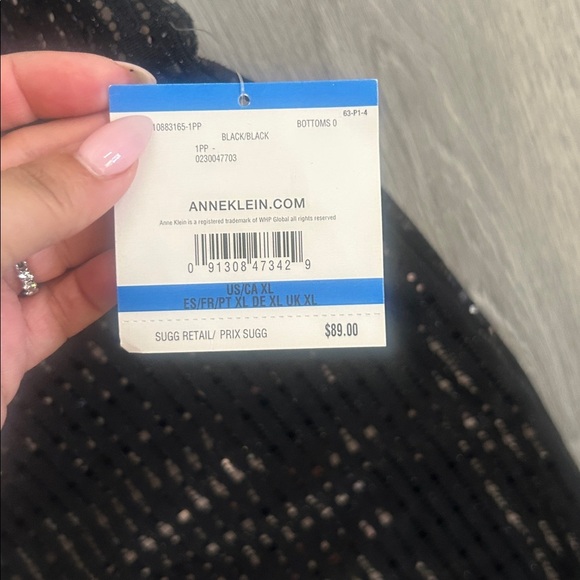 63-P1-4
10883165-1PP BOTTOMS 0
BLACK/BLACK
1PP -
0230047703
ANNEKLEIN.COM
Anne Klein is a registered trademark of WHP Global all rights reserved
0 91308 47342 9
US/CA XL
ES/FR/PT XL DE XL UK XL
SUGG RETAIL/ PRIX SUGG $89.00